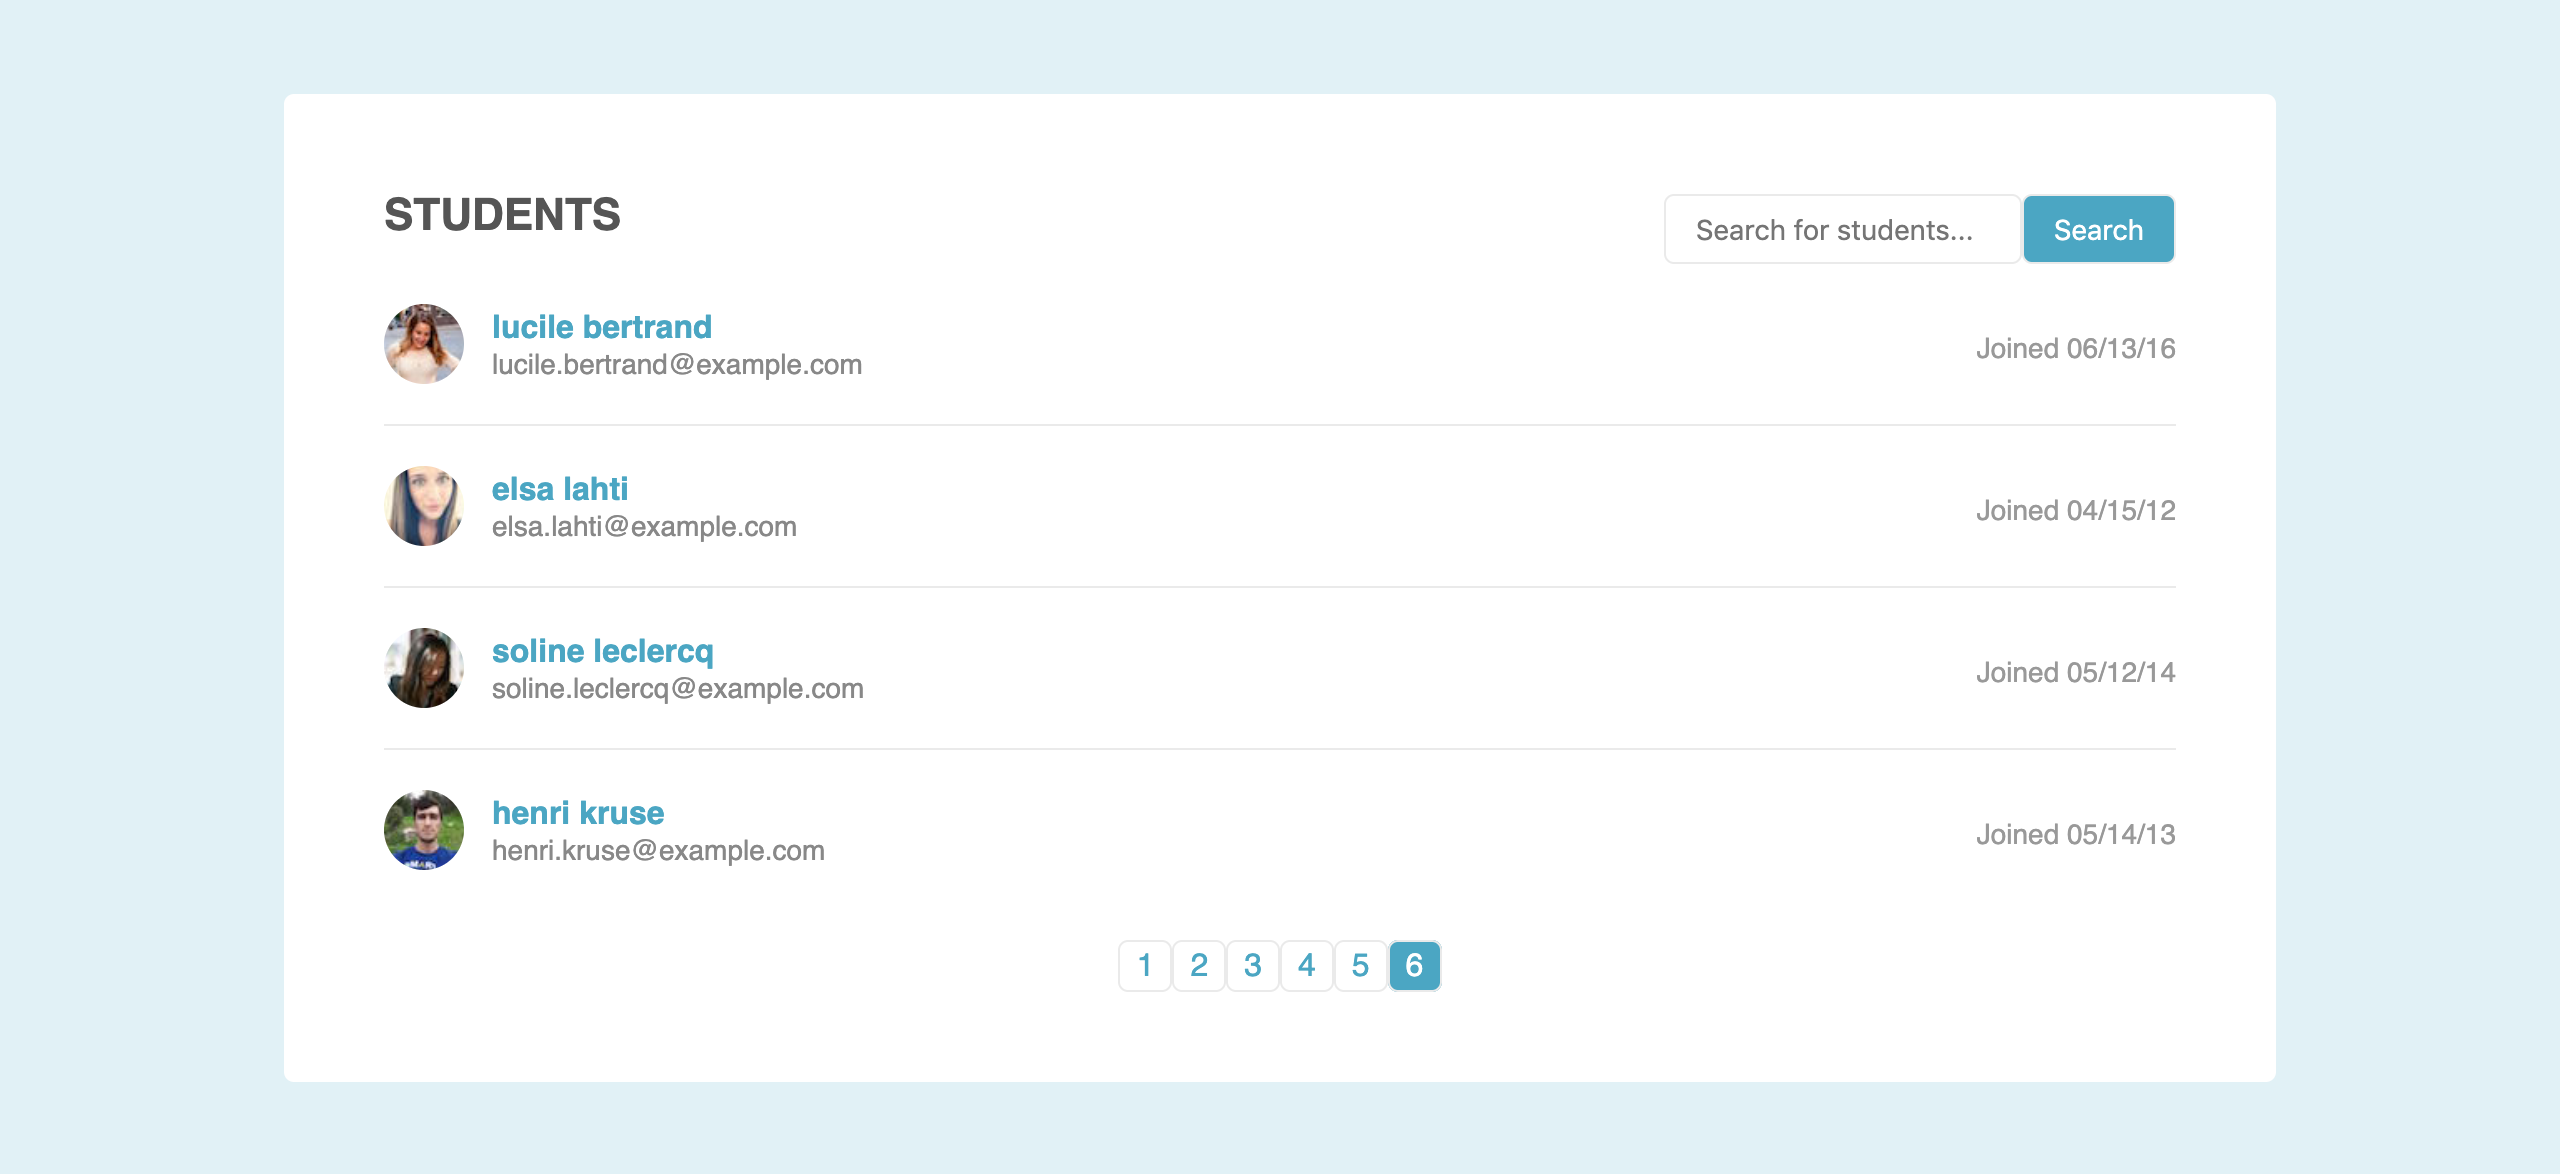 STUDENTS
Search for students...
Search
lucile bertrand
lucile.bertrand@example.com
Joined 06/13/16
elsa lahti
elsa.lahti@example.com
Joined 04/15/12
soline leclercq
soline.leclercq@example.com
Joined 05/12/14
henri kruse
henri.kruse@example.com
Joined 05/14/13
1 2 3 4 5 6